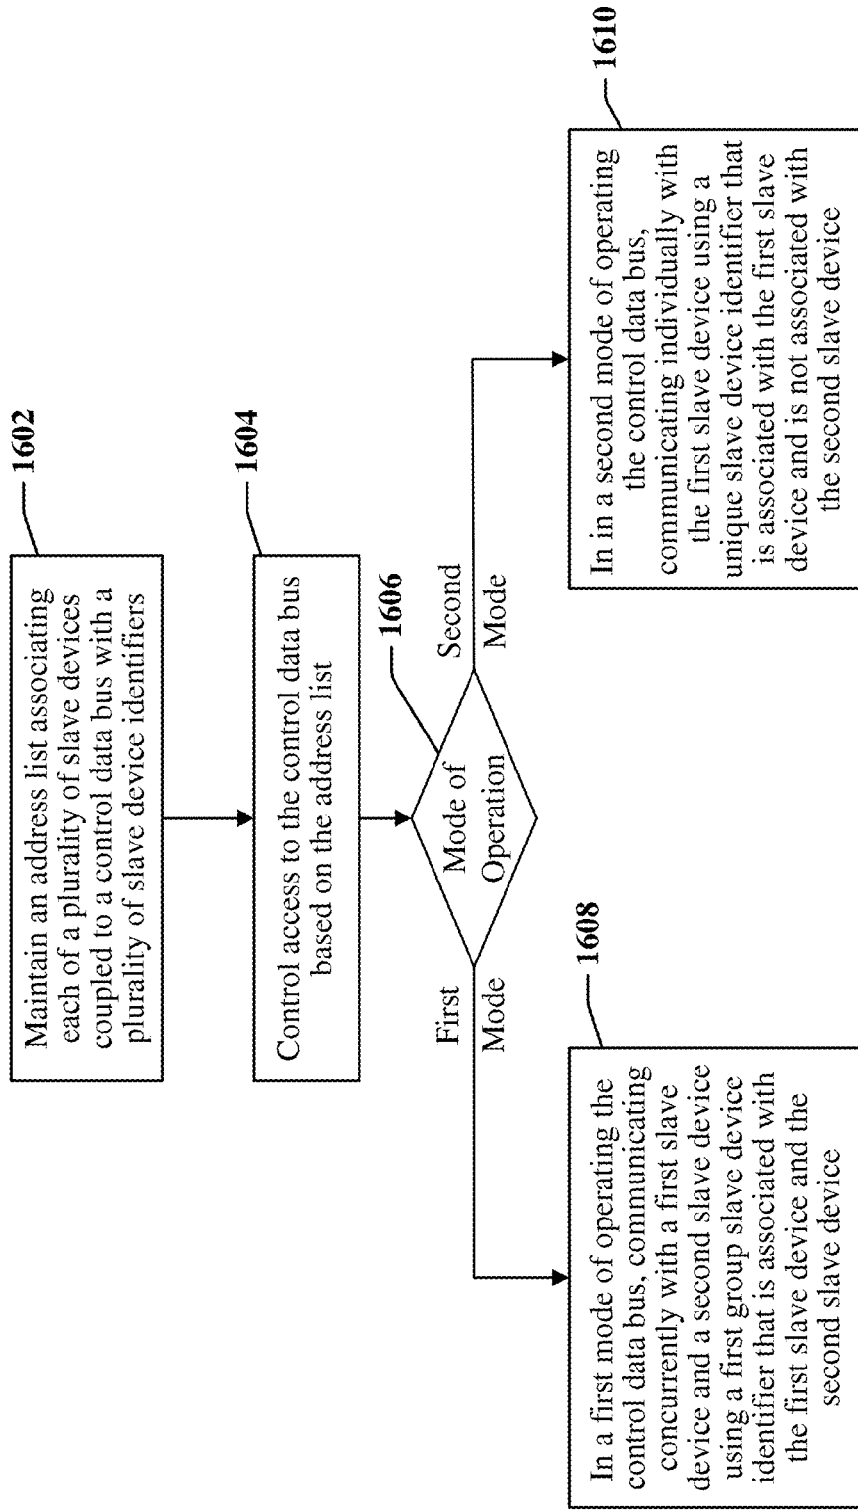 1602
Maintain an address list associating
each of a plurality of slave devices
coupled to a control data bus with a
plurality of slave device identifiers
1604
Control access to the control data bus
based on the address list
1606
Mode of
Operation
First
Mode
Second
Mode
1608
In a first mode of operating the
control data bus, communicating
concurrently with a first slave
device and a second slave device
using a first group slave device
identifier that is associated with
the first slave device and the
second slave device
1610
In in a second mode of operating
the control data bus,
communicating individually with
the first slave device using a
unique slave device identifier that
is associated with the first slave
device and is not associated with
the second slave device